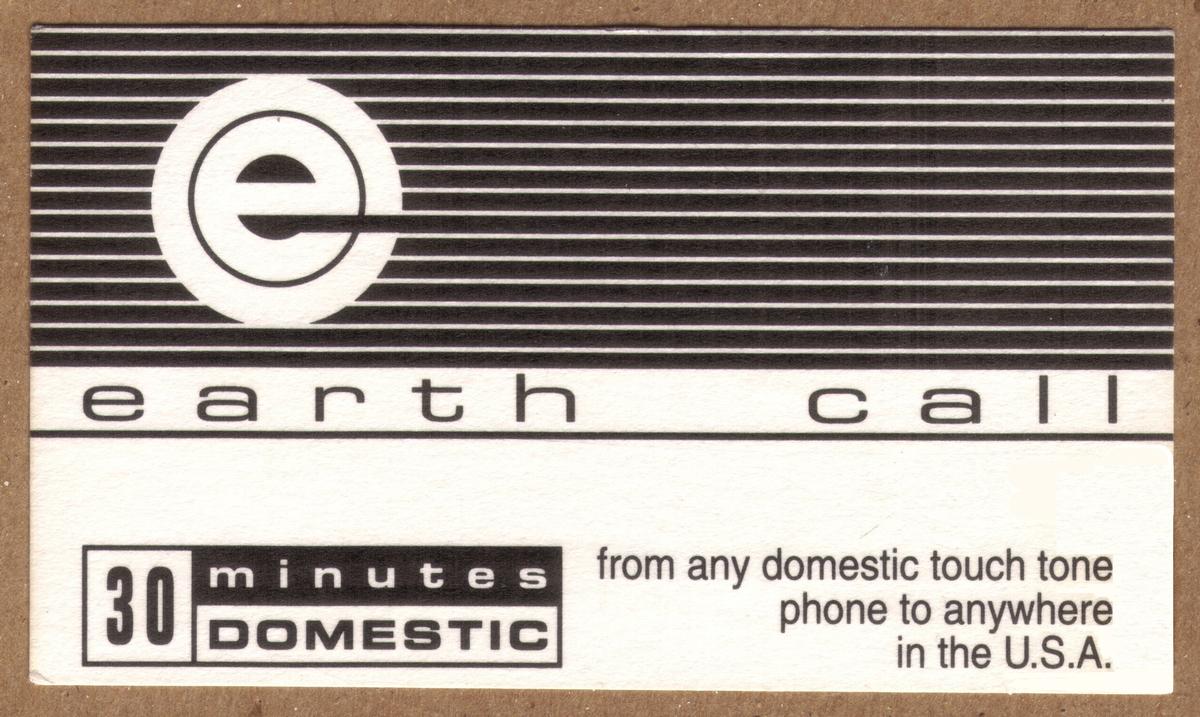 e
earth call
30 minutes
DOMESTIC
from any domestic touch tone
phone to anywhere
in the U.S.A.